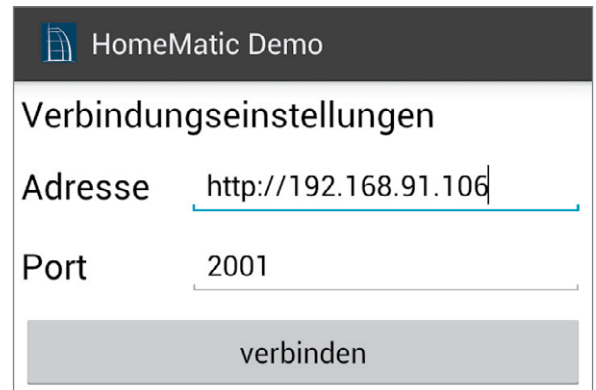 HomeMatic Demo
Verbindungseinstellungen
Adresse http://192.168.91.106
Port 2001
verbinden